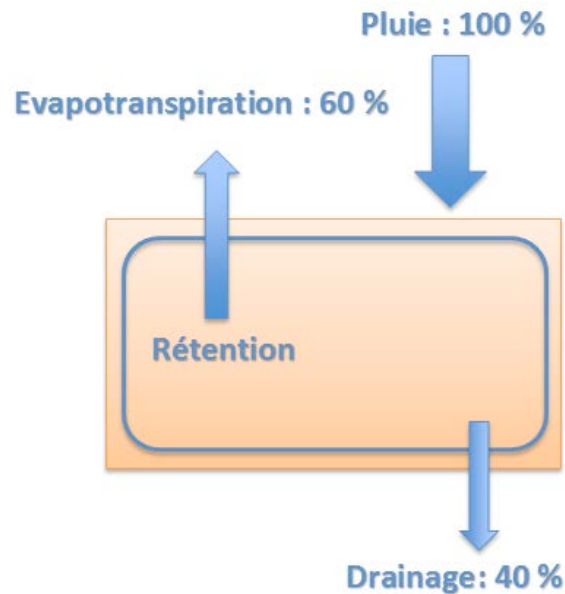 Pluie : 100 %
Evapotranspiration : 60 %
Rétention
Drainage: 40 %